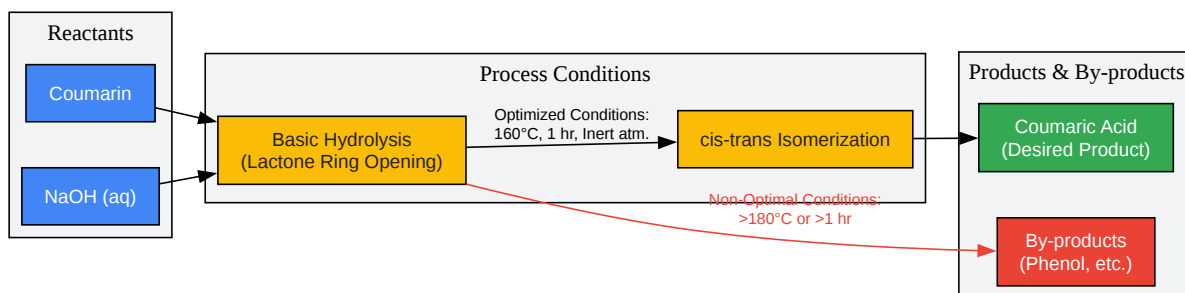 Reactants
Coumarin
NaOH (aq)
Process Conditions
Basic Hydrolysis
(Lactone Ring Opening)
Optimized Conditions:
160°C, 1 hr, Inert atm.
cis-trans Isomerization
Non-Optimal Conditions:
>180°C or >1 hr
Products & By-products
Coumaric Acid
(Desired Product)
By-products
(Phenol, etc.)